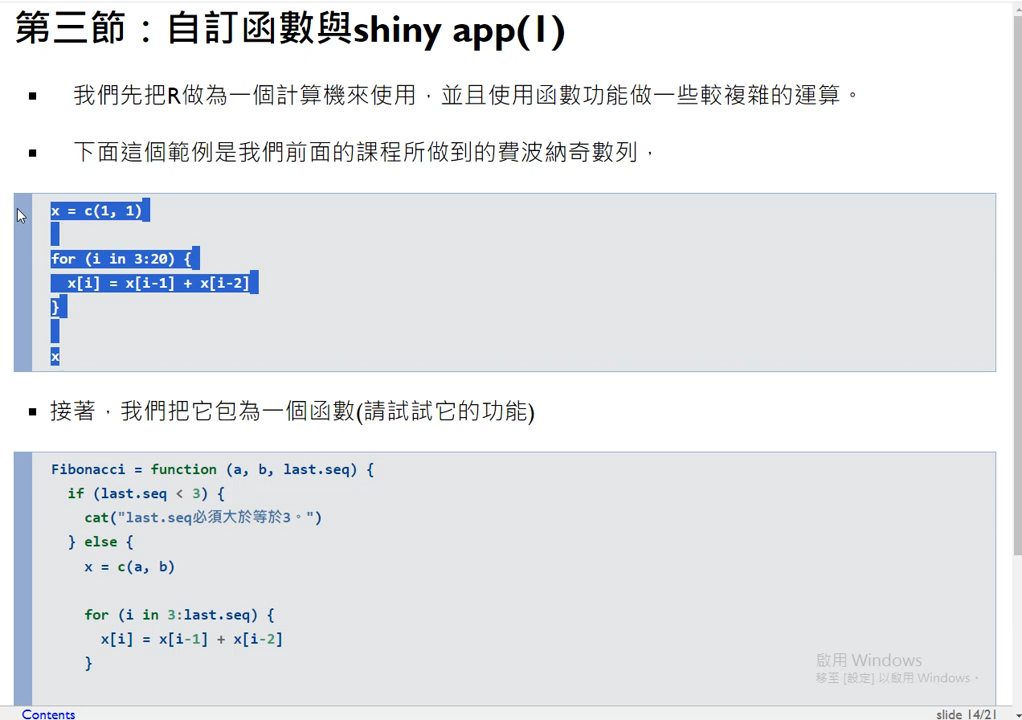 第三節：自訂函數與shiny app(1)
我們先把R做為一個計算機來使用，並且使用函數功能做一些較複雜的運算。
下面這個範例是我們前面的課程所做到的費波納奇數列，
x = c(1, 1)
for (i in 3:20) {
x[i] = x[i-1] + x[i-2]
}
x
接著，我們把它包為一個函數(請試試它的功能)
Fibonacci = function (a, b, last.seq) {
if (last.seq < 3) {
cat("last.seq必須大於等於3。")
} else {
x = c(a, b)
for (i in 3:last.seq) {
x[i] = x[i-1] + x[i-2]
}
啟用 Windows
移至 [設定] 以啟用 Windows。
Contents
slide 14/21